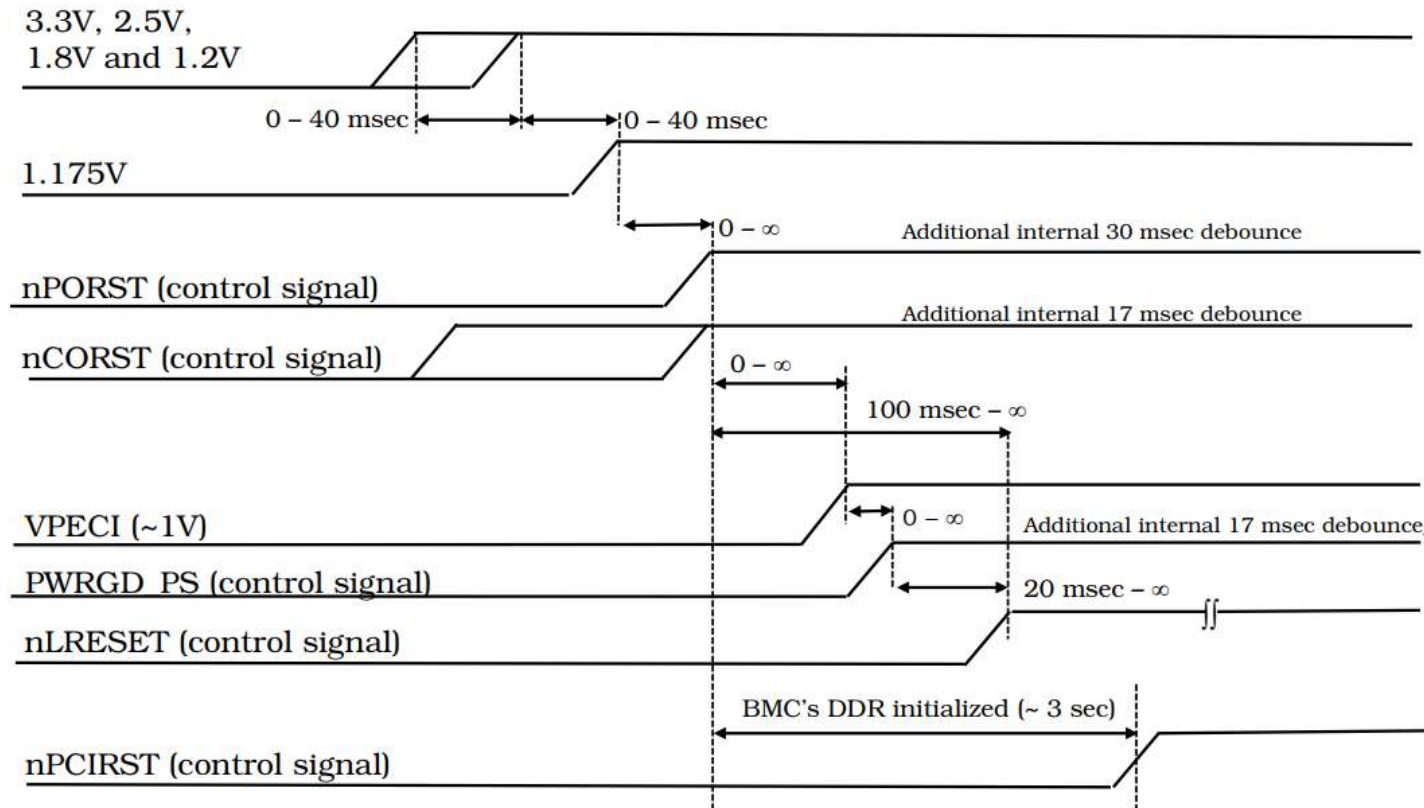 3.3V, 2.5V,
1.8V and 1.2V
0 – 40 msec
0 – 40 msec
1.175V
0 – ∞
Additional internal 30 msec debounce
nPORST (control signal)
Additional internal 17 msec debounce
nCORST (control signal)
0 – ∞
100 msec – ∞
VPECI (~1V)
0 – ∞
Additional internal 17 msec debounce
PWRGD_PS (control signal)
20 msec – ∞
nLRESET (control signal)
BMC's DDR initialized (~ 3 sec)
nPCIRST (control signal)